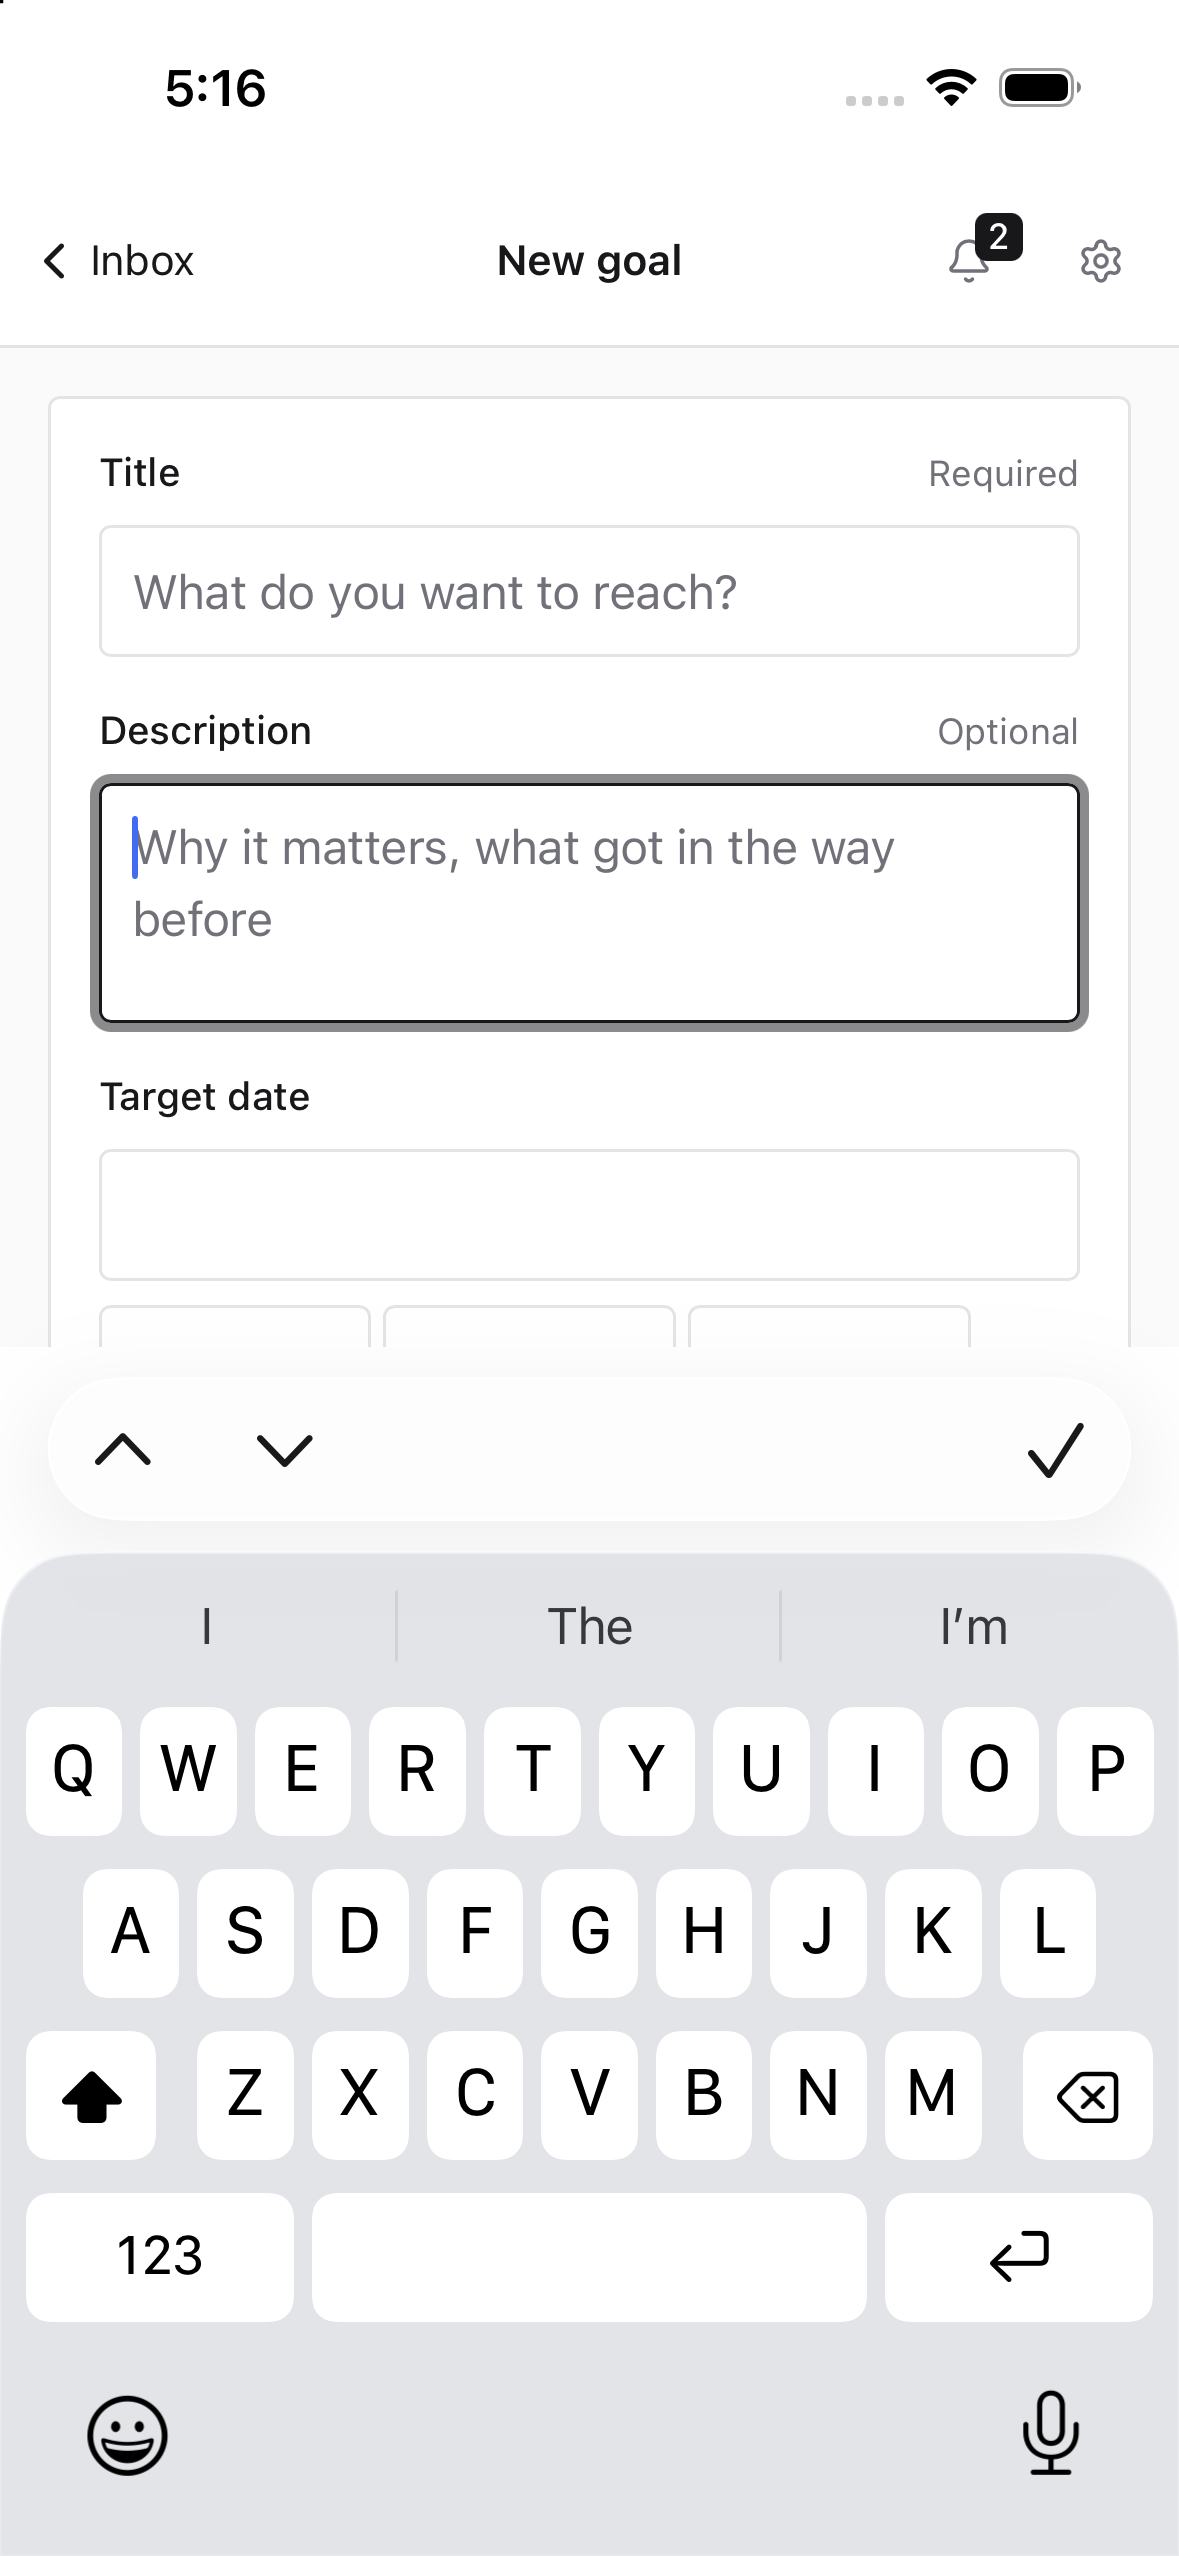 5:16
Inbox
New goal
2
Title
Required
What do you want to reach?
Description
Optional
Why it matters, what got in the way
before
Target date
I
The
I’m
Q W E R T Y U I O P
A S D F G H J K L
Z X C V B N M
123